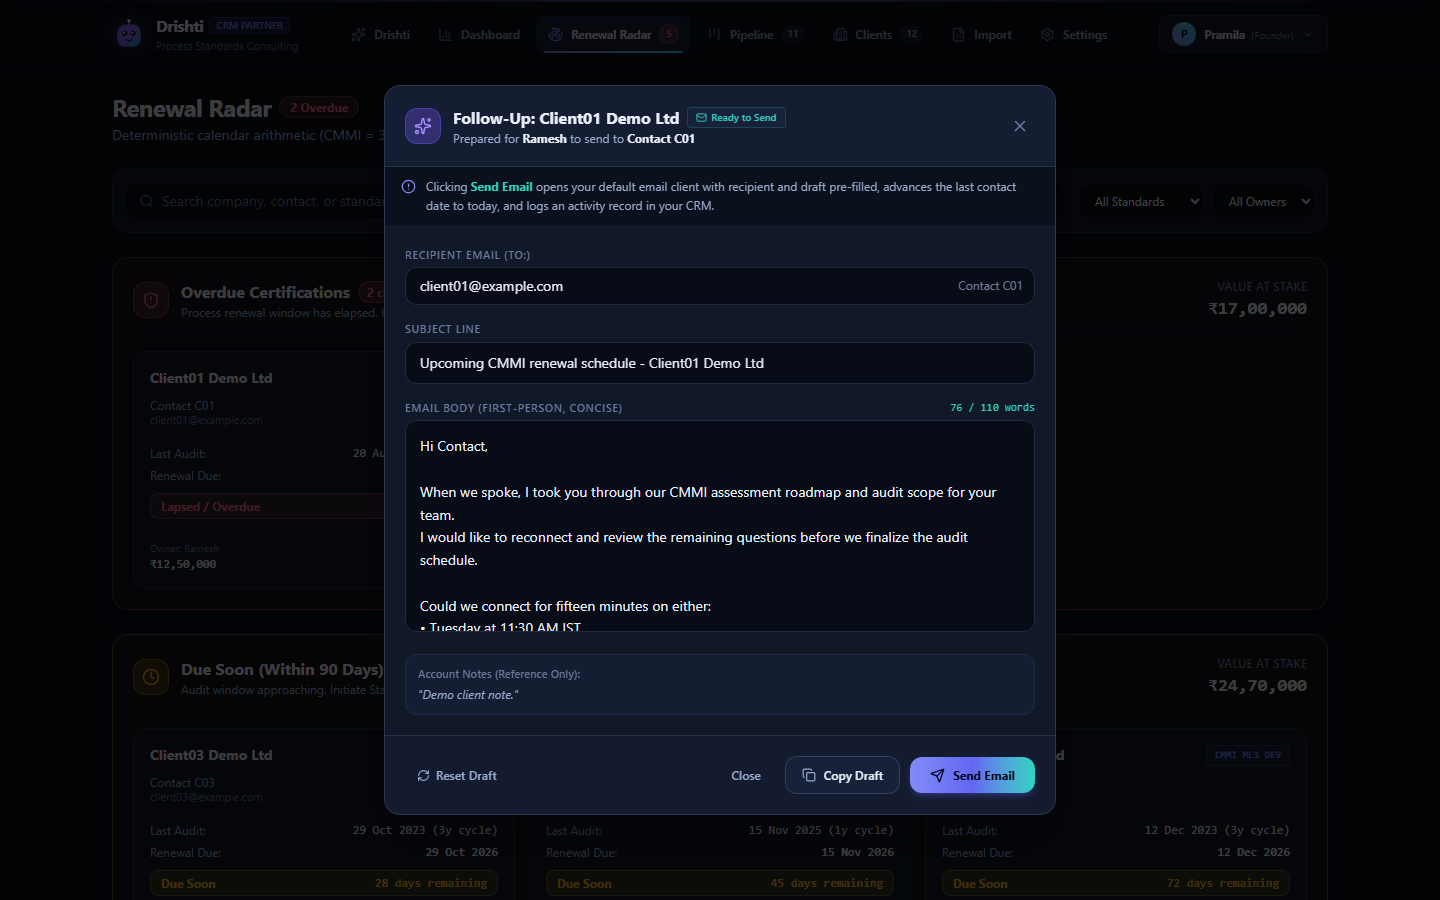 Drishti CRM PARTNER
Process Standards Consulting
Drishti
Dashboard
Renewal Radar 5
Pipeline 11
Clients 12
Import
Settings
P Pramila (Founder)
Renewal Radar 2 Overdue
Deterministic calendar arithmetic (CMMI = 3
Search company, contact, or standa
All Standards
All Owners
Overdue Certifications 2 c
Process renewal window has elapsed.
VALUE AT STAKE
₹17,00,000
Client01 Demo Ltd
Contact C01
client01@example.com
Last Audit: 20 Au
Renewal Due:
Lapsed / Overdue
Owner: Ramesh
₹12,50,000
Due Soon (Within 90 Days)
Audit window approaching. Initiate Sta
VALUE AT STAKE
₹24,70,000
Client03 Demo Ltd
Contact C03
client03@example.com
Last Audit: 29 Oct 2023 (3y cycle)
Renewal Due: 29 Oct 2026
Due Soon 28 days remaining
Last Audit: 15 Nov 2025 (1y cycle)
Renewal Due: 15 Nov 2026
Due Soon 45 days remaining
d CMMI ML3 DEV
Last Audit: 12 Dec 2023 (3y cycle)
Renewal Due: 12 Dec 2026
Due Soon 72 days remaining
Follow-Up: Client01 Demo Ltd Ready to Send
Prepared for Ramesh to send to Contact C01
Clicking Send Email opens your default email client with recipient and draft pre-filled, advances the last contact
date to today, and logs an activity record in your CRM.
RECIPIENT EMAIL (TO:)
client01@example.com Contact C01
SUBJECT LINE
Upcoming CMMI renewal schedule - Client01 Demo Ltd
EMAIL BODY (FIRST-PERSON, CONCISE) 76 / 110 words
Hi Contact,
When we spoke, I took you through our CMMI assessment roadmap and audit scope for your
team.
I would like to reconnect and review the remaining questions before we finalize the audit
schedule.
Could we connect for fifteen minutes on either:
• Tuesday at 11:30 AM IST
Account Notes (Reference Only):
"Demo client note."
Reset Draft
Close
Copy Draft
Send Email